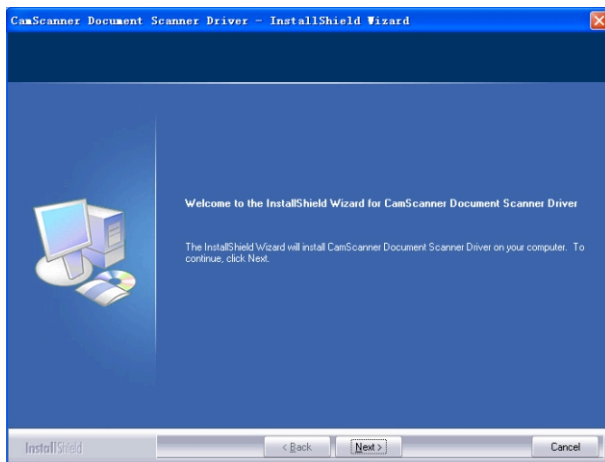 CamScanner Document Scanner Driver - InstallShield Wizard
Welcome to the InstallShield Wizard for CamScanner Document Scanner Driver
The InstallShield Wizard will install CamScanner Document Scanner Driver on your computer. To
continue, click Next.
InstallShield
< Back
Next >
Cancel